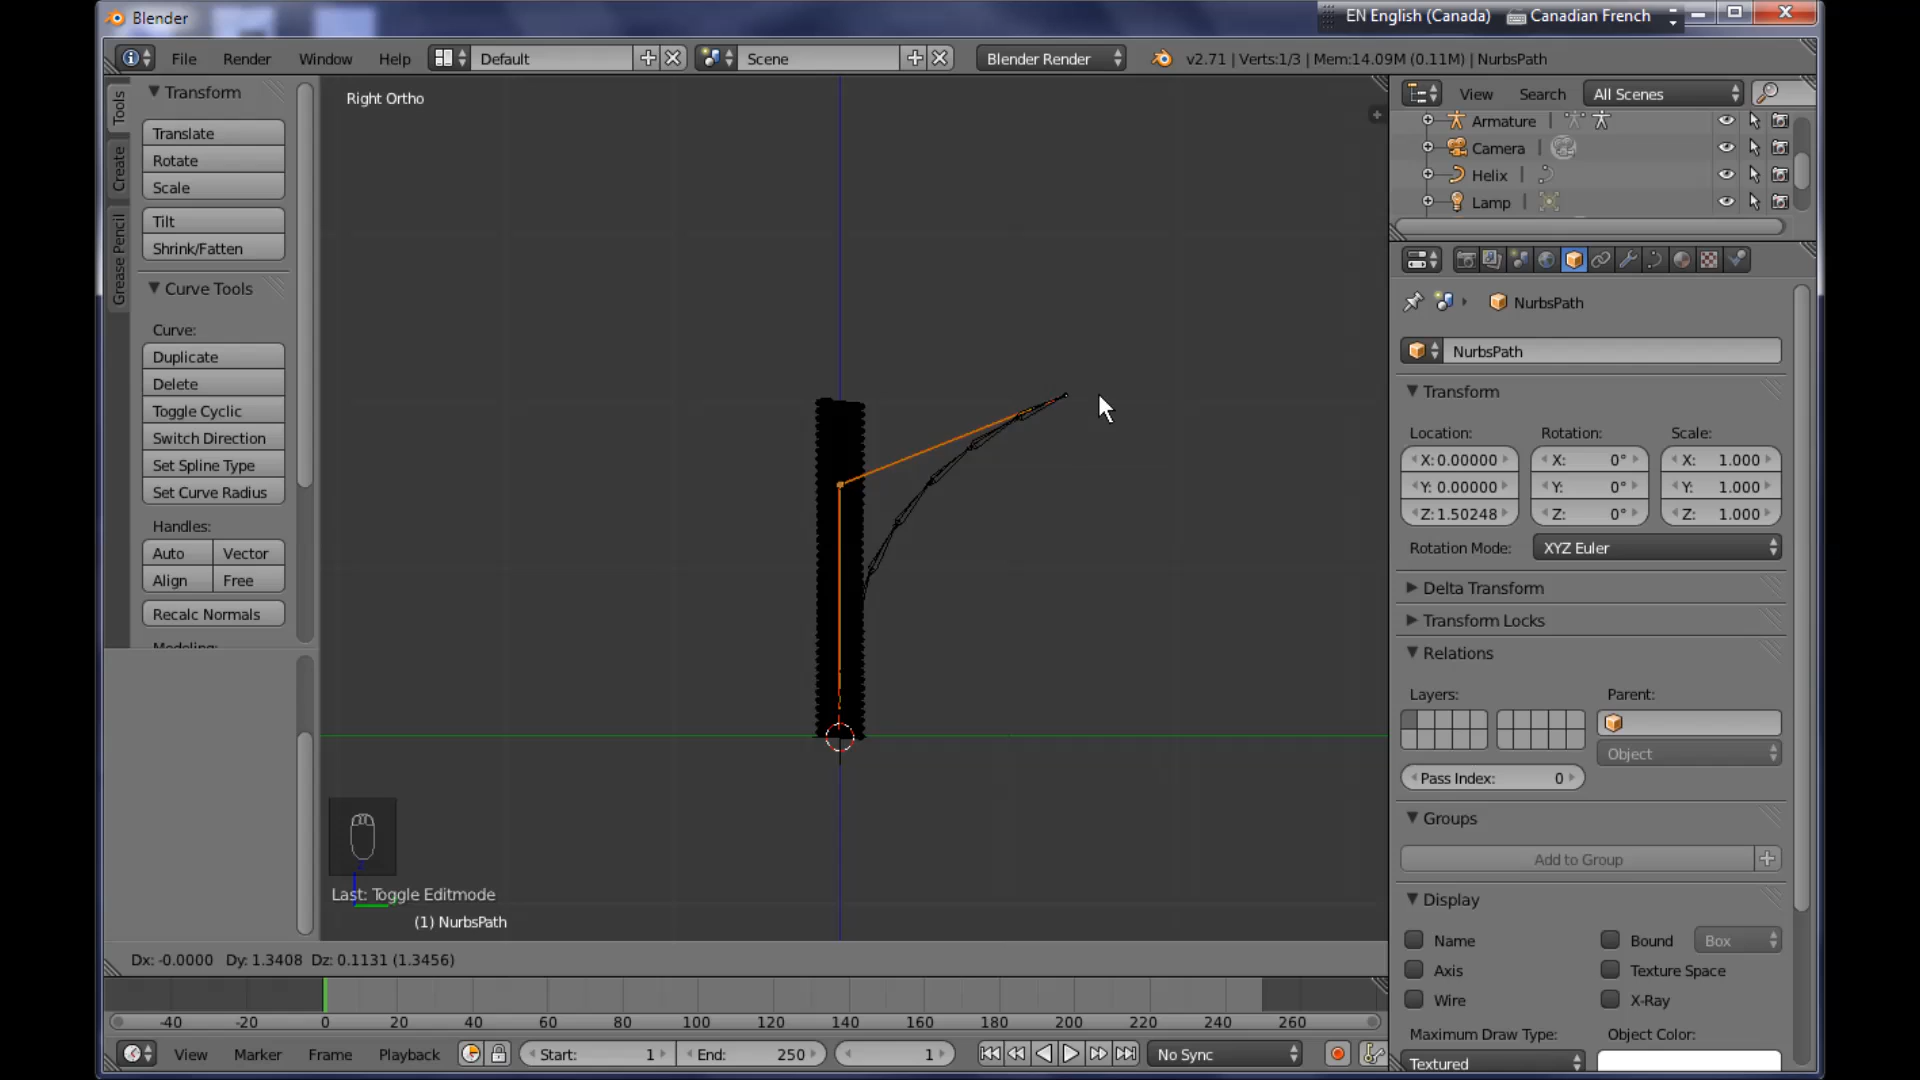 Blender
EN English (Canada) Canadian French
File Render Window Help Default Scene Blender Render v2.71 | Verts:1/3 | Mem:14.09M (0.11M) | NurbsPath
Tools
Create
Grease Pencil
Transform
Translate
Rotate
Scale
Tilt
Shrink/Fatten
Curve Tools
Curve:
Duplicate
Delete
Toggle Cyclic
Switch Direction
Set Spline Type
Set Curve Radius
Handles:
Auto Vector
Align Free
Recalc Normals
Modeling:
Right Ortho
Last: Toggle Editmode
(1) NurbsPath
Dx: -0.0000 Dy: 1.3408 Dz: 0.1131 (1.3456)
View Search All Scenes
Armature
Camera
Helix
Lamp
NurbsPath
NurbsPath
Transform
Location: Rotation: Scale:
X: 0.00000 X: 0° X: 1.000
Y: 0.00000 Y: 0° Y: 1.000
Z: 1.50248 Z: 0° Z: 1.000
Rotation Mode: XYZ Euler
Delta Transform
Transform Locks
Relations
Layers: Parent:
Object
Pass Index: 0
Groups
Add to Group
Display
Name Bound Box
Axis Texture Space
Wire X-Ray
Maximum Draw Type: Object Color:
Textured
-40 -20 0 20 40 60 80 100 120 140 160 180 200 220 240 260
View Marker Frame Playback Start: 1 End: 250 1 No Sync